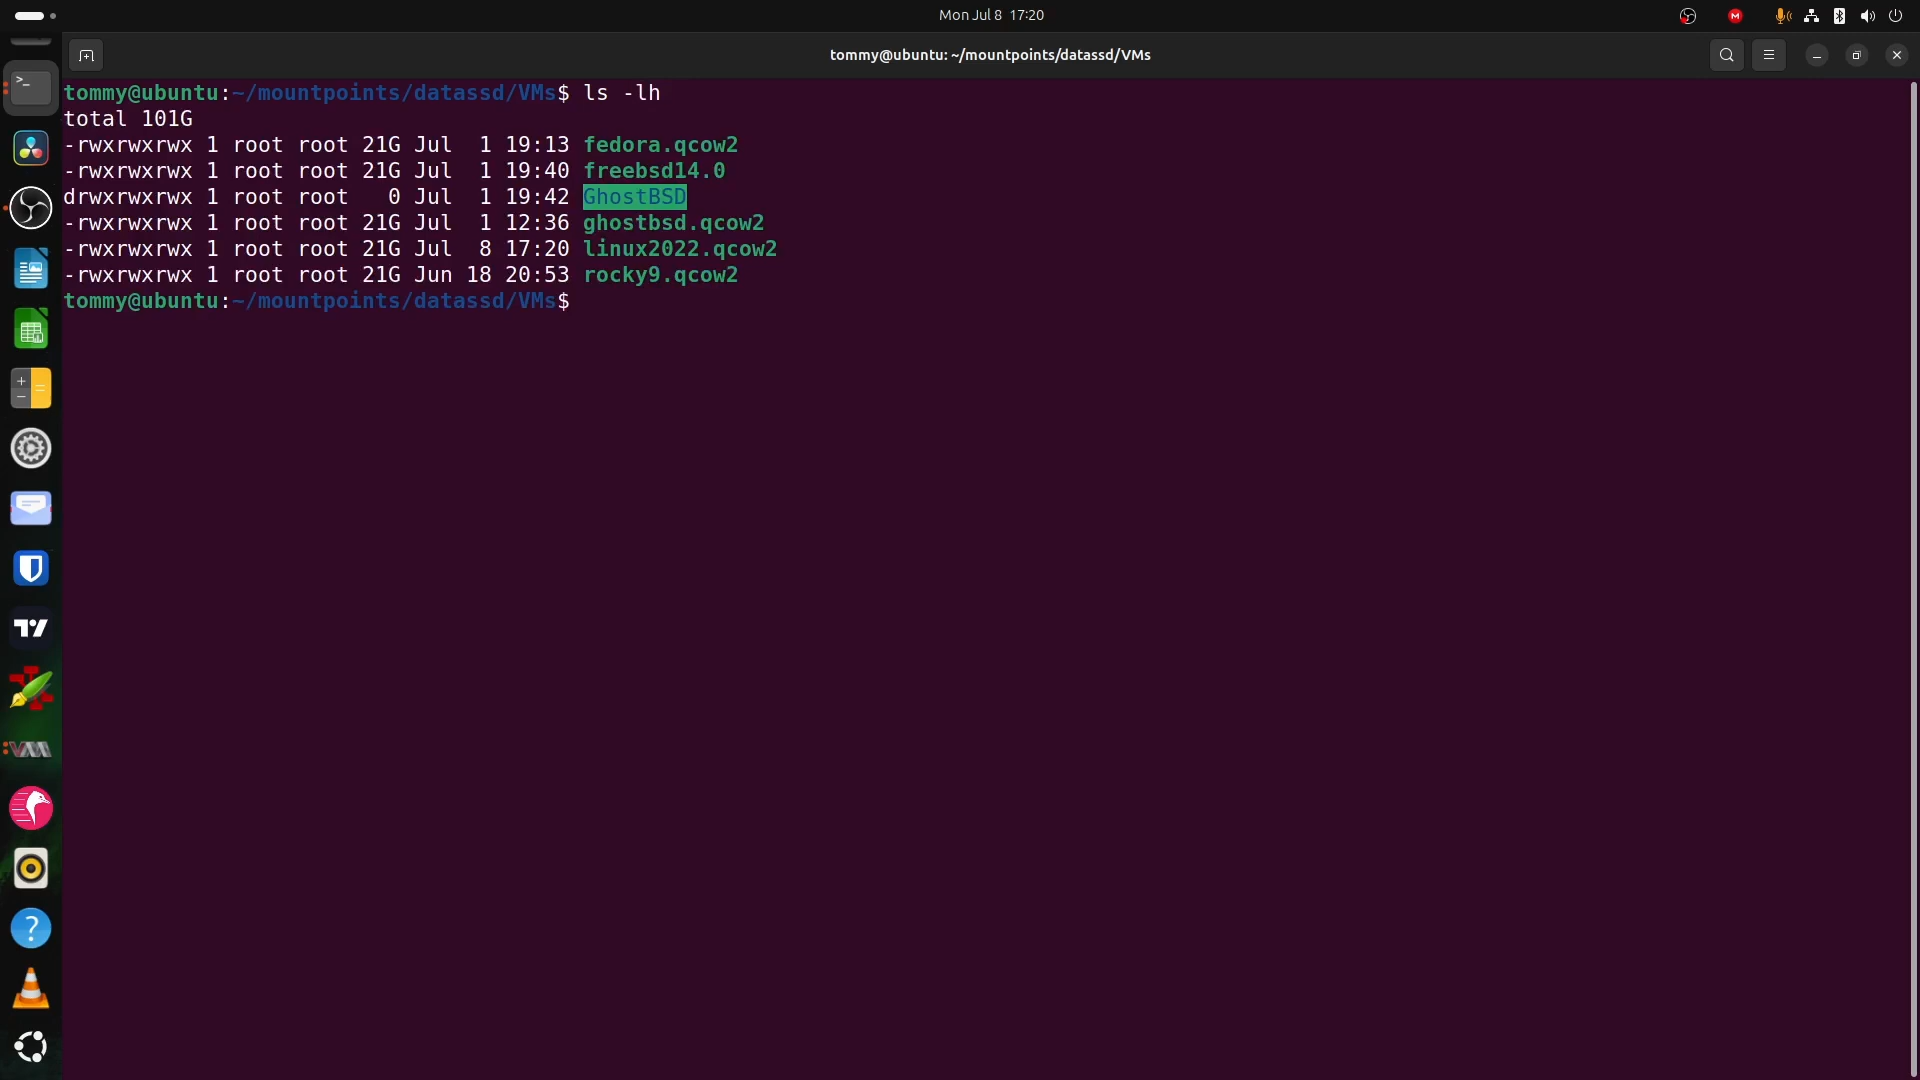 Mon Jul 8  17:20
tommy@ubuntu: ~/mountpoints/datassd/VMs
tommy@ubuntu:~/mountpoints/datassd/VMs$ ls -lh
total 101G
-rwxrwxrwx 1 root root 21G Jul  1 19:13 fedora.qcow2
-rwxrwxrwx 1 root root 21G Jul  1 19:40 freebsd14.0
drwxrwxrwx 1 root root   0 Jul  1 19:42 GhostBSD
-rwxrwxrwx 1 root root 21G Jul  1 12:36 ghostbsd.qcow2
-rwxrwxrwx 1 root root 21G Jul  8 17:20 linux2022.qcow2
-rwxrwxrwx 1 root root 21G Jun 18 20:53 rocky9.qcow2
tommy@ubuntu:~/mountpoints/datassd/VMs$